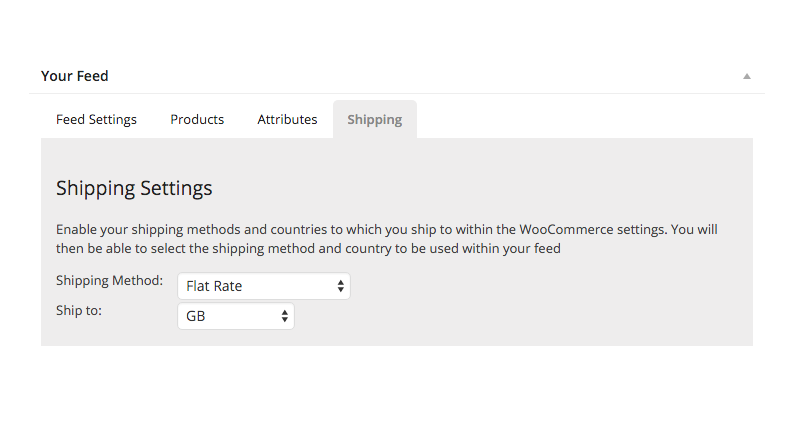 Your Feed
Feed Settings Products Attributes Shipping
Shipping Settings
Enable your shipping methods and countries to which you ship to within the WooCommerce settings. You will
then be able to select the shipping method and country to be used within your feed
Shipping Method: Flat Rate
Ship to: GB